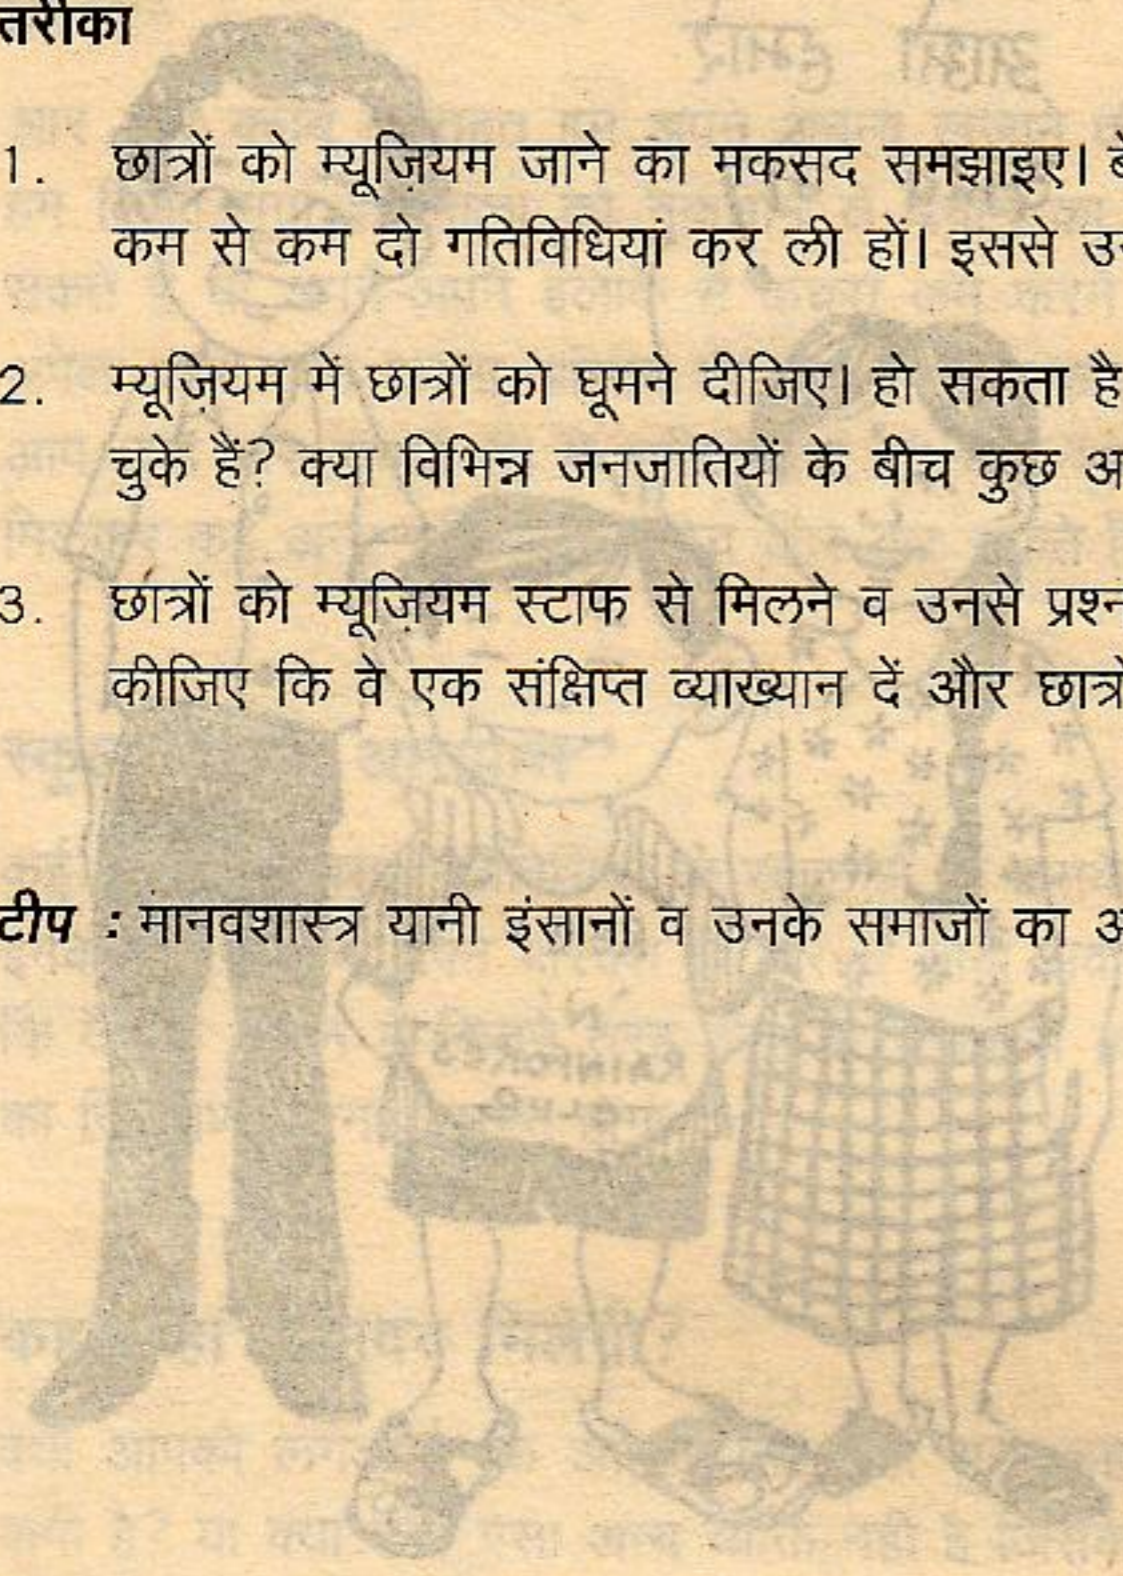 तरीका
1. छात्रों को म्यूज़ियम जाने का मकसद समझाइए।
कम से कम दो गतिविधियां कर ली हों। इससे
2. म्यूज़ियम में छात्रों को घूमने दीजिए। हो सकता है
चुके हैं? क्या विभिन्न जनजातियों के बीच कुछ
3. छात्रों को म्यूज़ियम स्टाफ से मिलने व उनसे प्रश्न
कीजिए कि वे एक संक्षिप्त व्याख्यान दें और
टीप : मानवशास्त्र यानी इंसानों व उनके समाजों का